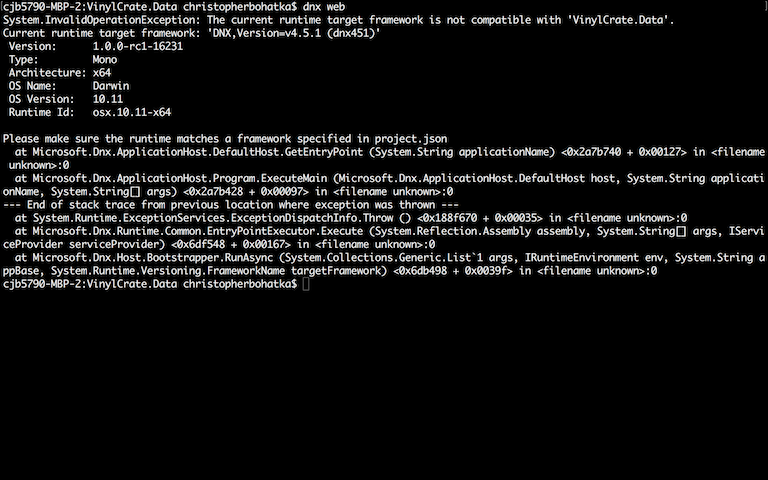 cjb5790-MBP-2:VinylCrate.Data christopherbohatka$ dnx web
System.InvalidOperationException: The current runtime target framework is not compatible with 'VinylCrate.Data'.
Current runtime target framework: 'DNX,Version=v4.5.1 (dnx451)'
 Version:      1.0.0-rc1-16231
 Type:         Mono
 Architecture: x64
 OS Name:      Darwin
 OS Version:   10.11
 Runtime Id:   osx.10.11-x64
Please make sure the runtime matches a framework specified in project.json
  at Microsoft.Dnx.ApplicationHost.DefaultHost.GetEntryPoint (System.String applicationName) <0x2a7b740 + 0x00127> in <filename
 unknown>:0
  at Microsoft.Dnx.ApplicationHost.Program.ExecuteMain (Microsoft.Dnx.ApplicationHost.DefaultHost host, System.String applicati
onName, System.String[] args) <0x2a7b428 + 0x00097> in <filename unknown>:0
--- End of stack trace from previous location where exception was thrown ---
  at System.Runtime.ExceptionServices.ExceptionDispatchInfo.Throw () <0x188f670 + 0x00035> in <filename unknown>:0
  at Microsoft.Dnx.Runtime.Common.EntryPointExecutor.Execute (System.Reflection.Assembly assembly, System.String[] args, IServ
iceProvider serviceProvider) <0x6df548 + 0x00167> in <filename unknown>:0
  at Microsoft.Dnx.Host.Bootstrapper.RunAsync (System.Collections.Generic.List`1 args, IRuntimeEnvironment env, System.String a
ppBase, System.Runtime.Versioning.FrameworkName targetFramework) <0x6db498 + 0x0039f> in <filename unknown>:0
cjb5790-MBP-2:VinylCrate.Data christopherbohatka$